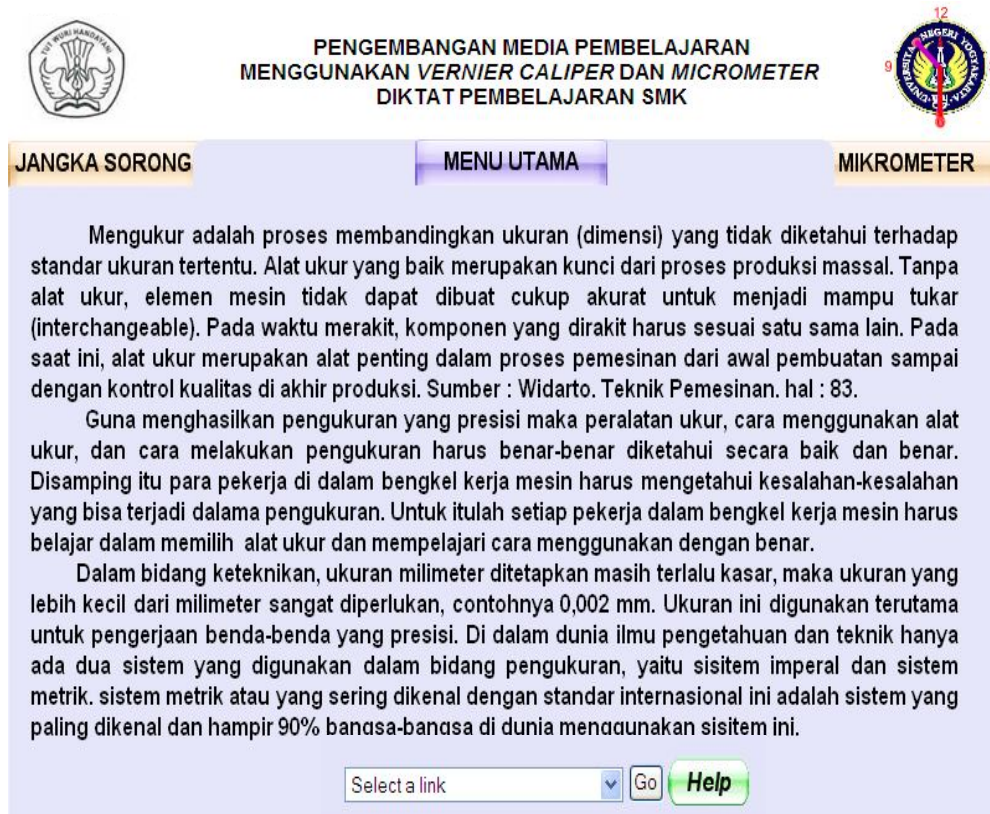 TUT WURI HANDAYANI
PENGEMBANGAN MEDIA PEMBELAJARAN
MENGGUNAKAN VERNIER CALIPER DAN MICROMETER
DIKTAT PEMBELAJARAN SMK
12
9
UNIVERSITAS NEGERI YOGYAKARTA
JANGKA SORONG
MENU UTAMA
MIKROMETER
Mengukur adalah proses membandingkan ukuran (dimensi) yang tidak diketahui terhadap
standar ukuran tertentu. Alat ukur yang baik merupakan kunci dari proses produksi massal. Tanpa
alat ukur, elemen mesin tidak dapat dibuat cukup akurat untuk menjadi mampu tukar
(interchangeable). Pada waktu merakit, komponen yang dirakit harus sesuai satu sama lain. Pada
saat ini, alat ukur merupakan alat penting dalam proses pemesinan dari awal pembuatan sampai
dengan kontrol kualitas di akhir produksi. Sumber : Widarto. Teknik Pemesinan. hal : 83.
Guna menghasilkan pengukuran yang presisi maka peralatan ukur, cara menggunakan alat
ukur, dan cara melakukan pengukuran harus benar-benar diketahui secara baik dan benar.
Disamping itu para pekerja di dalam bengkel kerja mesin harus mengetahui kesalahan-kesalahan
yang bisa terjadi dalama pengukuran. Untuk itulah setiap pekerja dalam bengkel kerja mesin harus
belajar dalam memilih alat ukur dan mempelajari cara menggunakan dengan benar.
Dalam bidang keteknikan, ukuran milimeter ditetapkan masih terlalu kasar, maka ukuran yang
lebih kecil dari milimeter sangat diperlukan, contohnya 0,002 mm. Ukuran ini digunakan terutama
untuk pengerjaan benda-benda yang presisi. Di dalam dunia ilmu pengetahuan dan teknik hanya
ada dua sistem yang digunakan dalam bidang pengukuran, yaitu sisitem imperal dan sistem
metrik. sistem metrik atau yang sering dikenal dengan standar internasional ini adalah sistem yang
paling dikenal dan hampir 90% bangsa-bangsa di dunia menggunakan sisitem ini.
Select a link
Go
Help